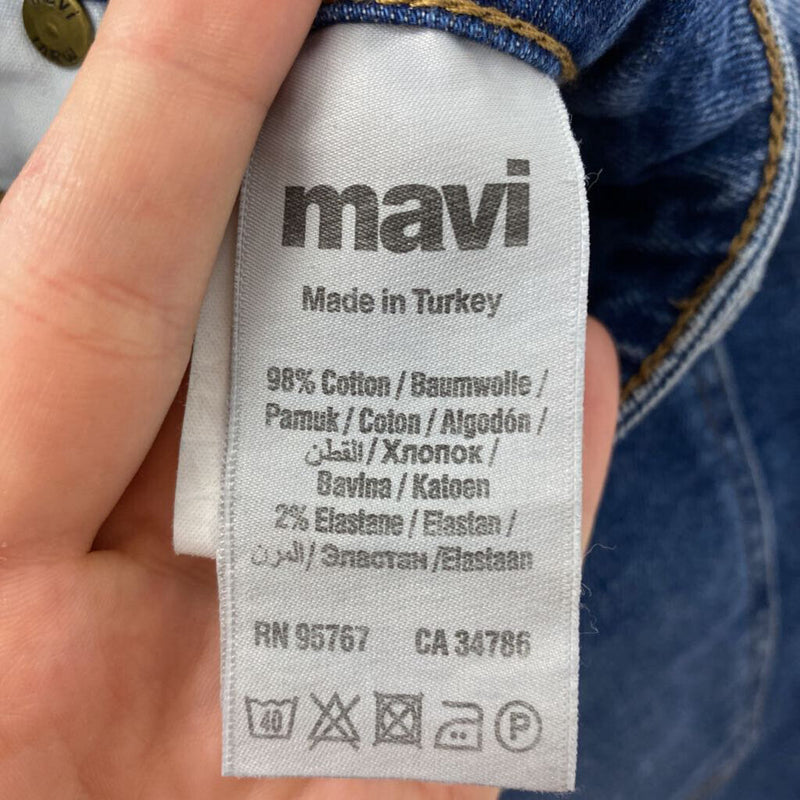 mavi
mavi
Made in Turkey
98% Cotton / Baumwolle /
Pamuk / Coton / Algodón /
القطن / Хлопок /
Bavlna / Katoen
2% Elastane / Elastan /
المرن / Эластан /Elastaan
RN 95767 CA 34786
40
P